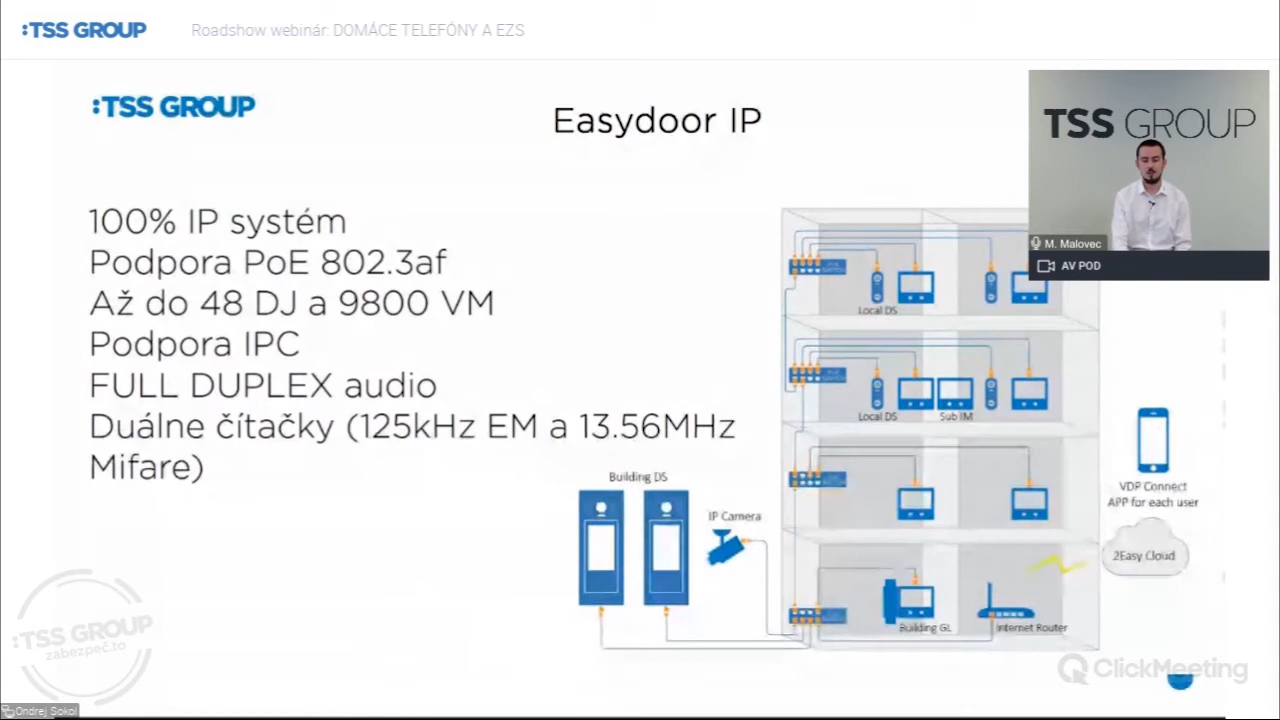 :TSS GROUP
Roadshow webinár: DOMÁCE TELEFÓNY A EZS
:TSS GROUP
Easydoor IP
TSS GROUP
M. Malovec
AV POD
100% IP systém
Podpora PoE 802.3af
Až do 48 DJ a 9800 VM
Podpora IPC
FULL DUPLEX audio
Duálne čítačky (125kHz EM a 13.56MHz
Mifare)
Local DS
Local DS
Sub IM
Building DS
IP Camera
VDP Connect
APP for each user
2Easy Cloud
Building GL
Internet Router
:TSS GROUP
zabezpeč.to
ClickMeeting
Ondrej Sokol